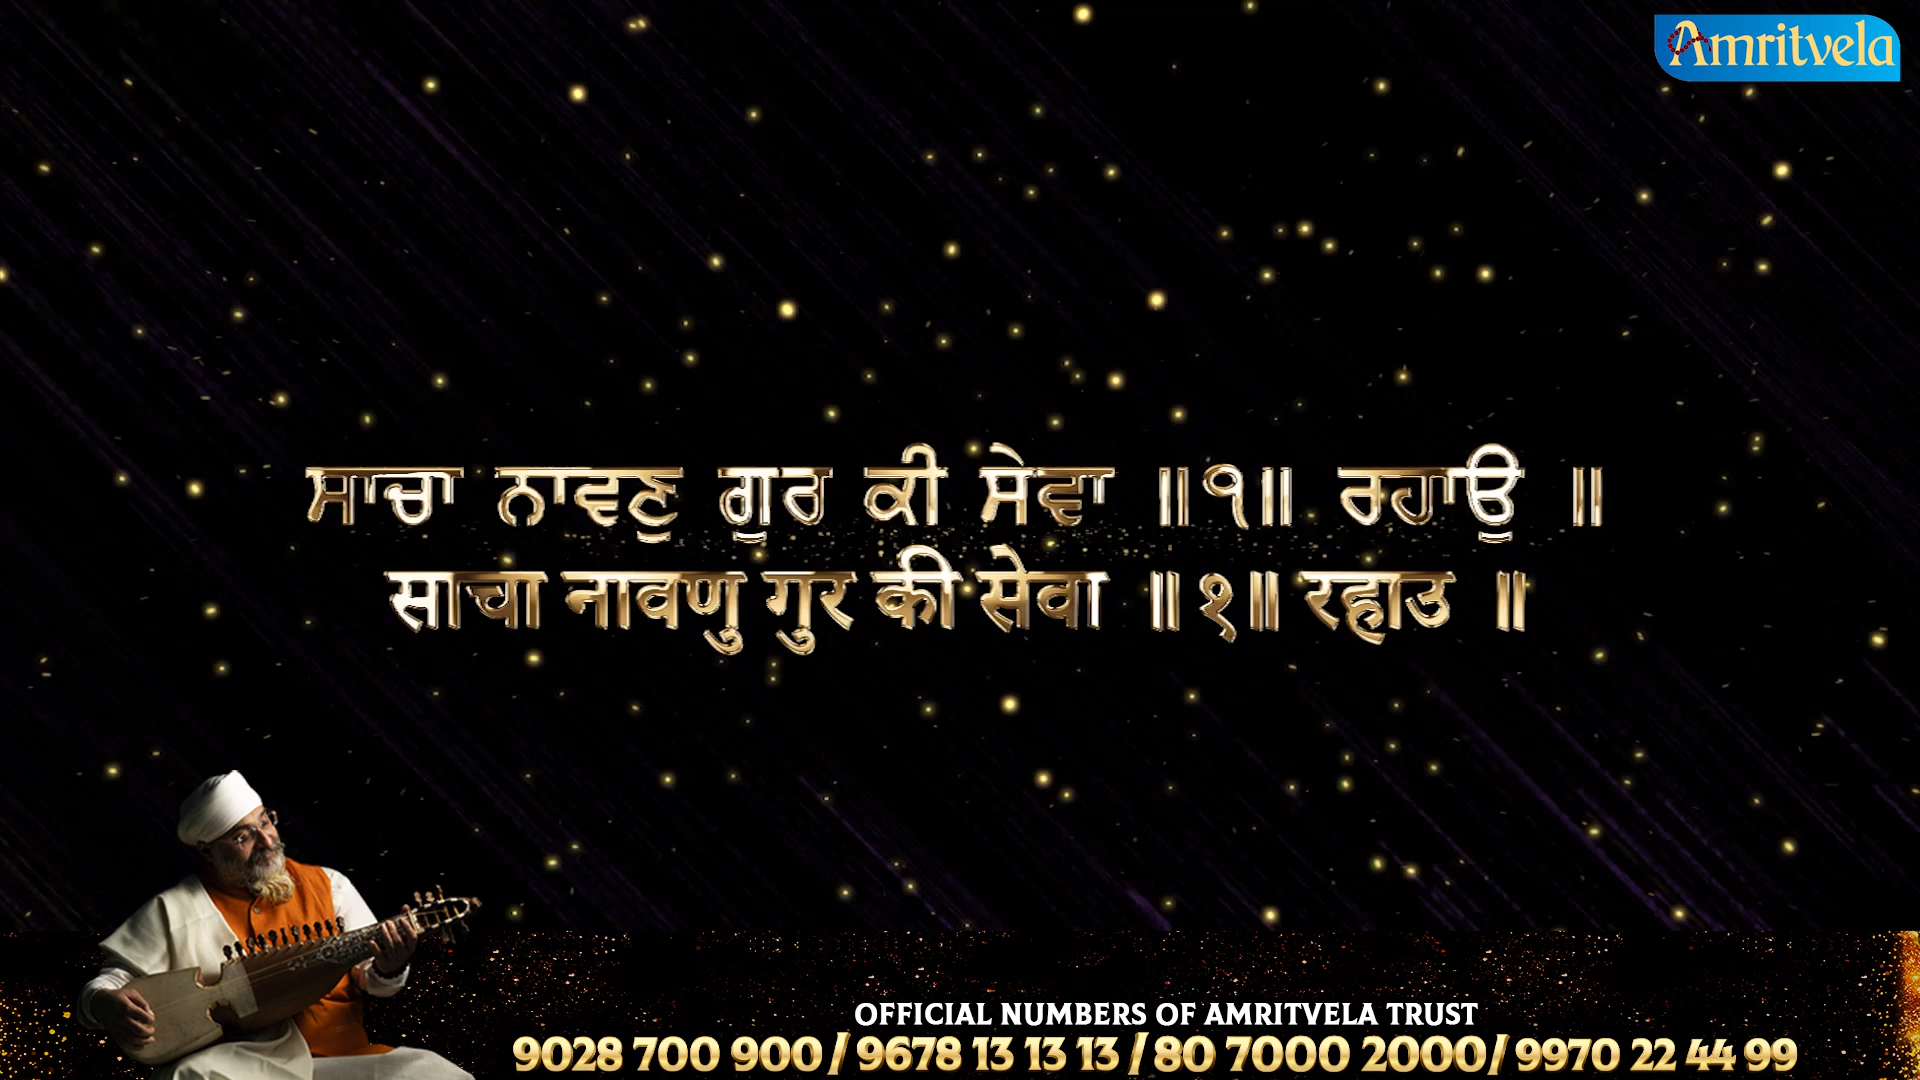 Amritvela
ਸਾਚਾ ਨਾਵਣੁ ਗੁਰ ਕੀ ਸੇਵਾ ॥੧॥ ਰਹਾਉ ॥
साचा नावणु गुर की सेवा ॥१॥ रहाउ ॥
OFFICIAL NUMBERS OF AMRITVELA TRUST
9028 700 900 / 9678 13 13 13 / 80 7000 2000 / 9970 22 44 99